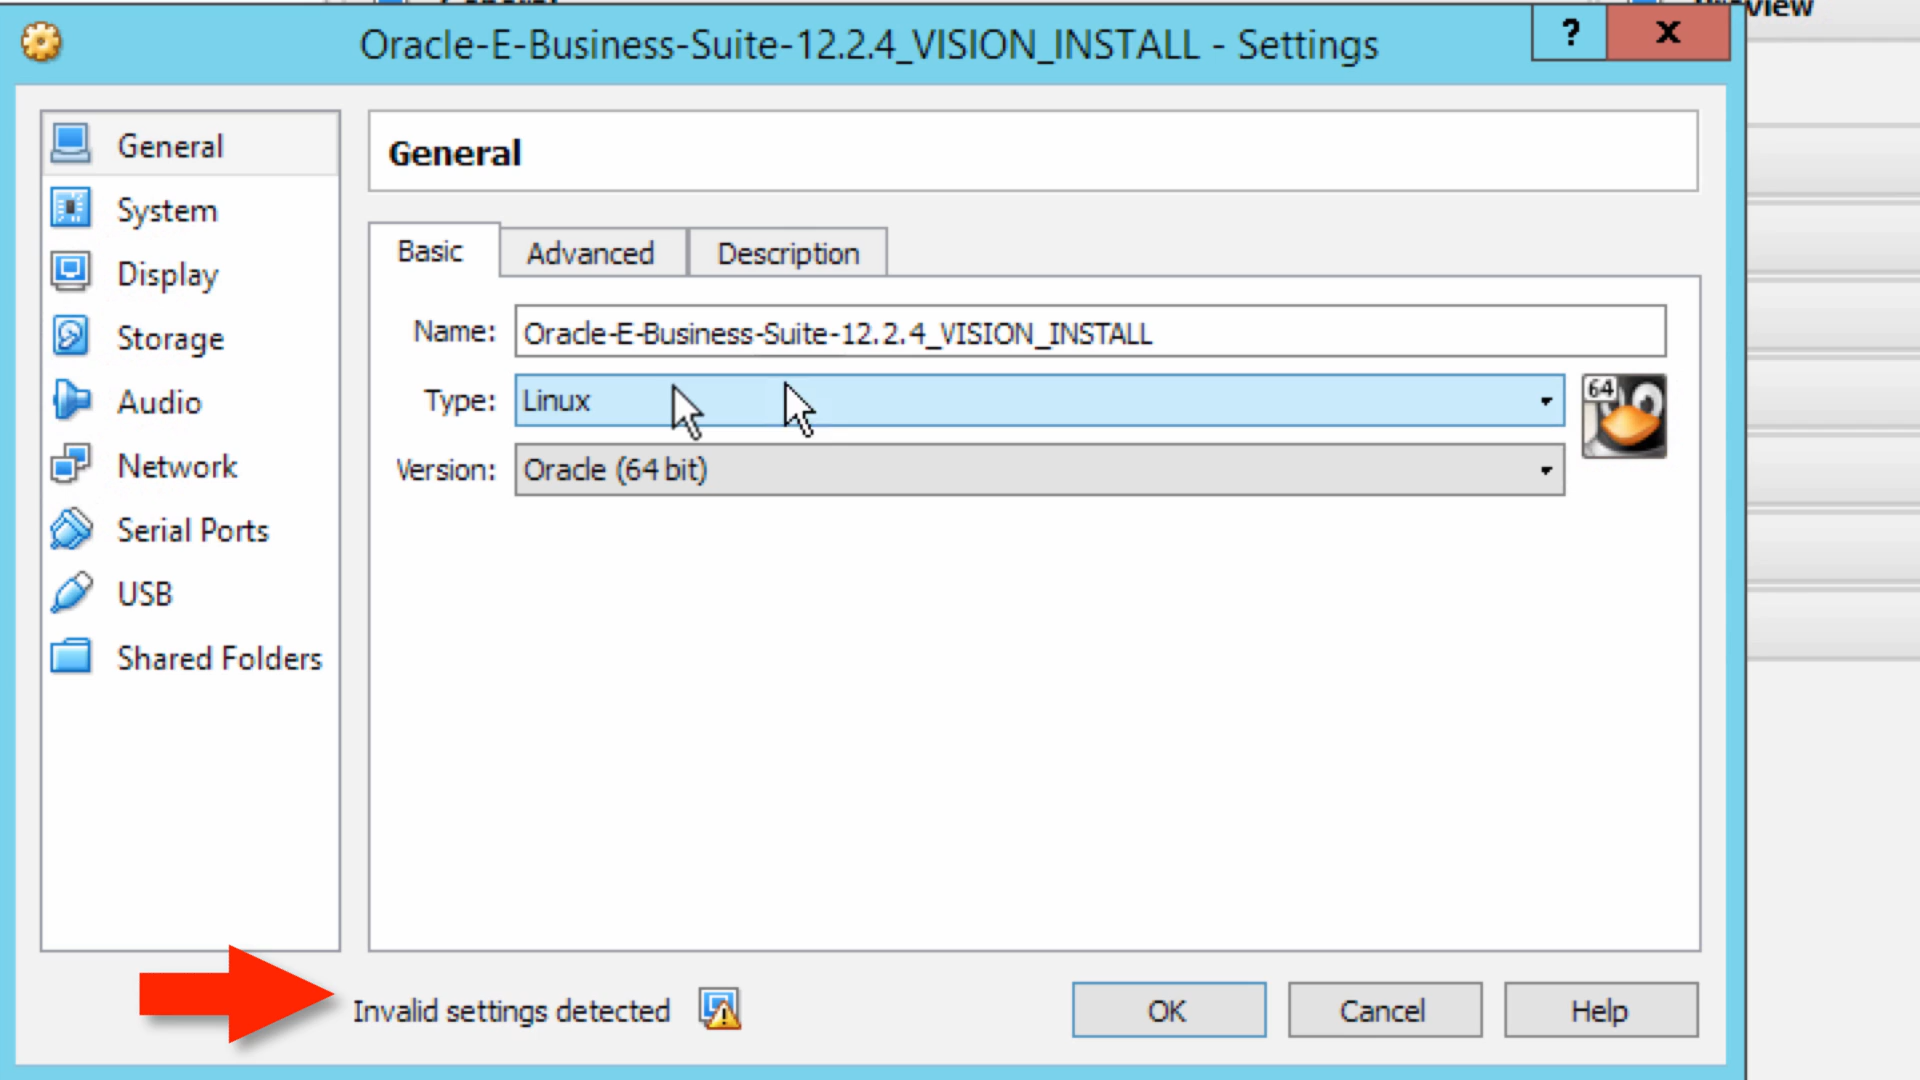 Oracle-E-Business-Suite-12.2.4_VISION_INSTALL - Settings
?
x
General
System
Display
Storage
Audio
Network
Serial Ports
USB
Shared Folders
General
Basic
Advanced
Description
Name:
Oracle-E-Business-Suite-12.2.4_VISION_INSTALL
Type:
Linux
64
Version:
Oracle (64 bit)
Invalid settings detected
OK
Cancel
Help